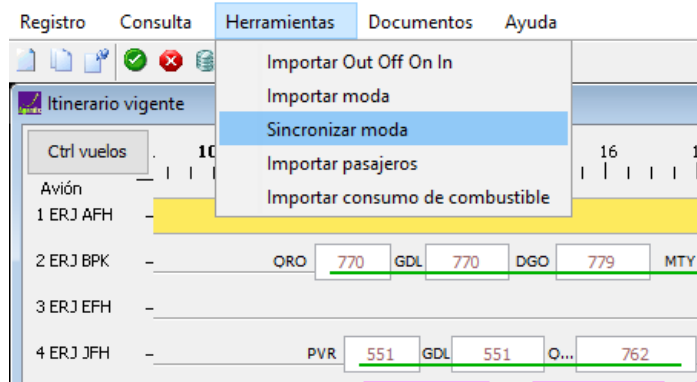 Registro Consulta Herramientas Documentos Ayuda
Importar Out Off On In
Itinerario vigente
Importar moda
Sincronizar moda
Ctrl vuelos 16
Importar pasajeros
Avión
Importar consumo de combustible
1 ERJ AFH
2 ERJ BPK QRO 770 GDL 770 DGO 779 MTY
3 ERJ EFH
4 ERJ JFH PVR 551 GDL 551 Q... 762